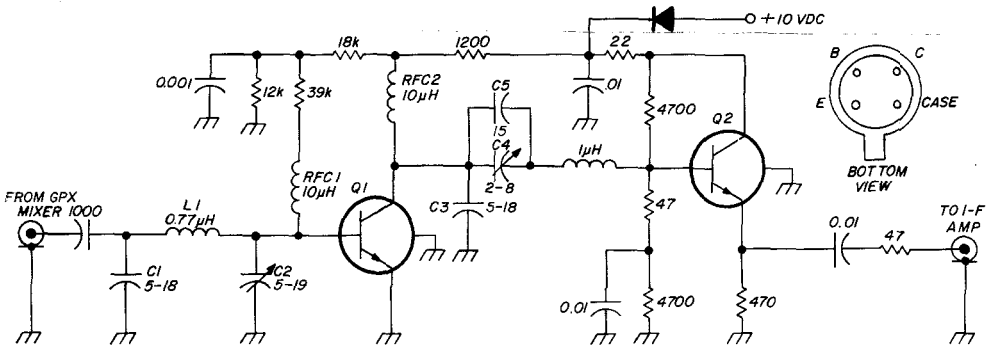 +10 VDC
18k
1200
22
B
C
E
CASE
BOTTOM
VIEW
0.001
12k
39k
RFC2
10μH
.01
4700
C5
15
C4
2-8
1μH
Q2
RFC1
10μH
Q1
FROM GPX
MIXER
1000
L1
0.77μH
C3
5-18
47
0.01
47
TO I-F
AMP
C1
5-18
C2
5-19
0.01
4700
470